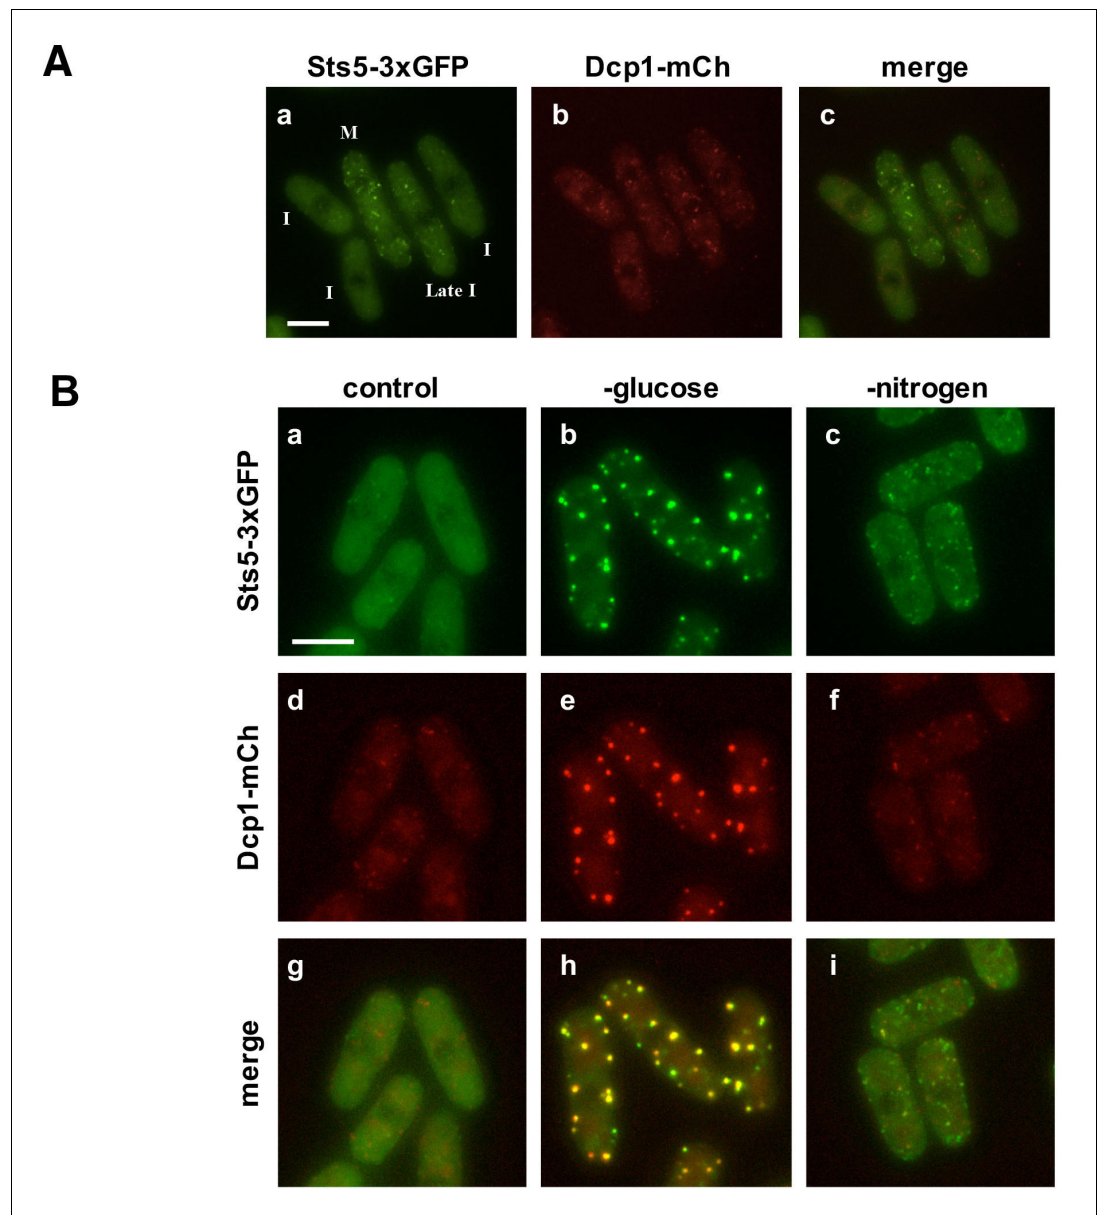 A
Sts5-3xGFP Dcp1-mCh merge
a b c
M
I
I
I
Late I
B
control -glucose -nitrogen
Sts5-3xGFP
a b c
Dcp1-mCh
d e f
merge
g h i